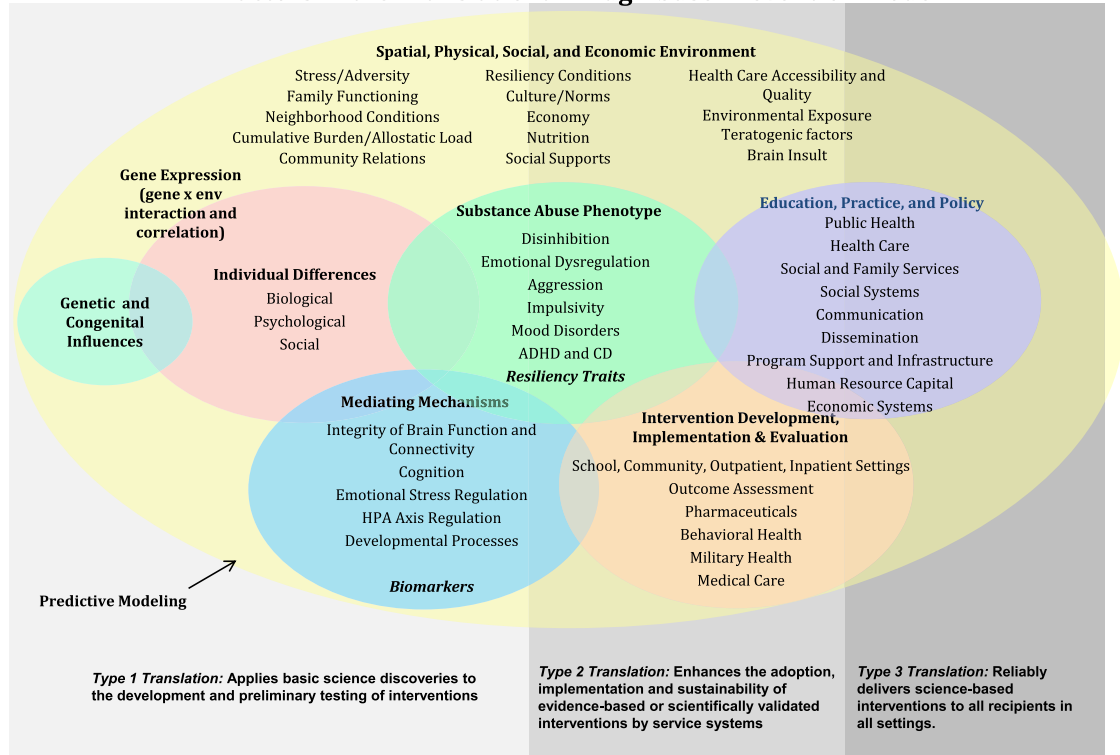 Spatial, Physical, Social, and Economic Environment
Stress/Adversity
Family Functioning
Neighborhood Conditions
Cumulative Burden/Allostatic Load
Community Relations
Resiliency Conditions
Culture/Norms
Economy
Nutrition
Social Supports
Health Care Accessibility and
Quality
Environmental Exposure
Teratogenic factors
Brain Insult
Gene Expression
(gene x env
interaction and
correlation)
Genetic and
Congenital
Influences
Individual Differences
Biological
Psychological
Social
Substance Abuse Phenotype
Disinhibition
Emotional Dysregulation
Aggression
Impulsivity
Mood Disorders
ADHD and CD
Resiliency Traits
Education, Practice, and Policy
Public Health
Health Care
Social and Family Services
Social Systems
Communication
Dissemination
Program Support and Infrastructure
Human Resource Capital
Economic Systems
Mediating Mechanisms
Integrity of Brain Function and
Connectivity
Cognition
Emotional Stress Regulation
HPA Axis Regulation
Developmental Processes
Biomarkers
Intervention Development,
Implementation & Evaluation
School, Community, Outpatient, Inpatient Settings
Outcome Assessment
Pharmaceuticals
Behavioral Health
Military Health
Medical Care
Predictive Modeling
Type 1 Translation: Applies basic science discoveries to
the development and preliminary testing of interventions
Type 2 Translation: Enhances the adoption,
implementation and sustainability of
evidence-based or scientifically validated
interventions by service systems
Type 3 Translation: Reliably
delivers science-based
interventions to all recipients in
all settings.